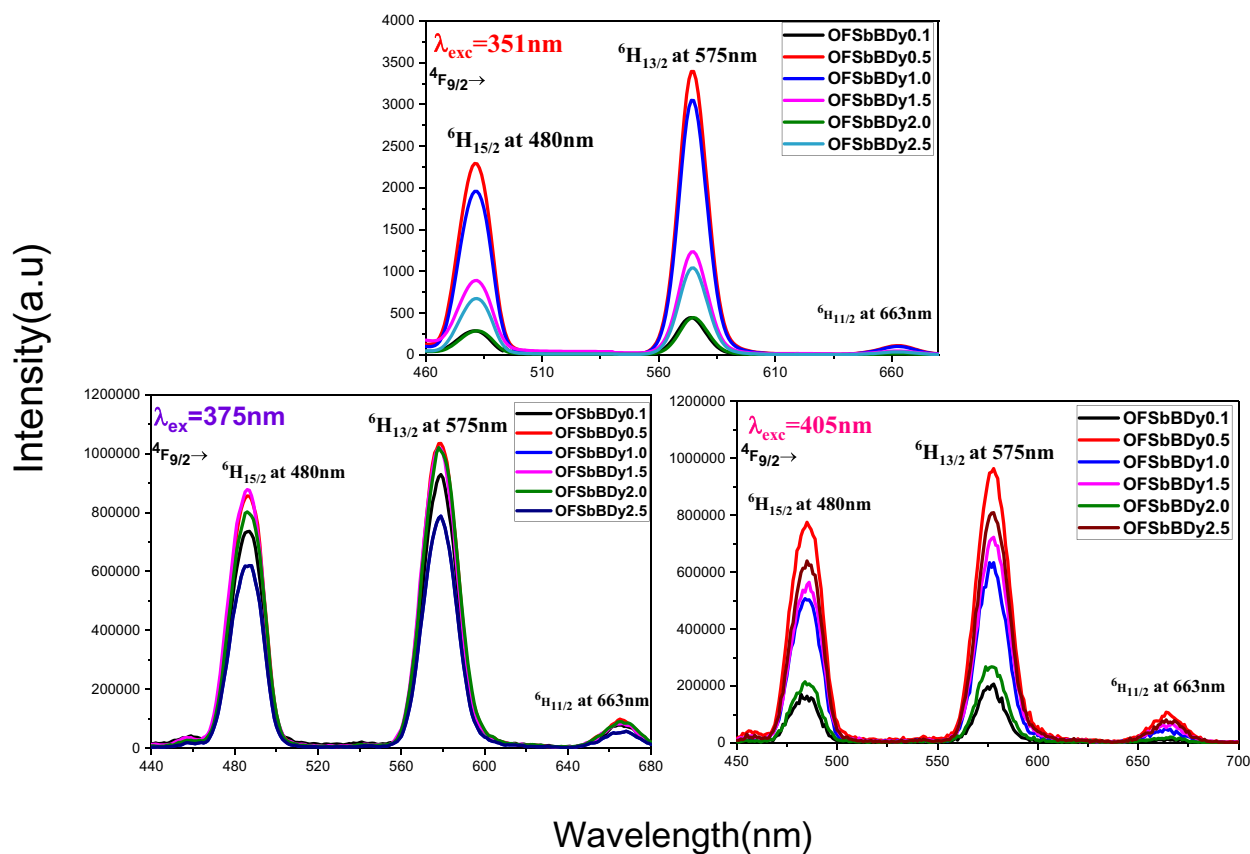 Intensity(a.u)
λexc=351nm
⁴F9/2→
⁶H15/2 at 480nm
⁶H13/2 at 575nm
⁶H11/2 at 663nm
OFSbBDy0.1
OFSbBDy0.5
OFSbBDy1.0
OFSbBDy1.5
OFSbBDy2.0
OFSbBDy2.5
4000
3500
3000
2500
2000
1500
1000
500
0
460 510 560 610 660
λex=375nm
⁴F9/2→
⁶H15/2 at 480nm
⁶H13/2 at 575nm
⁶H11/2 at 663nm
OFSbBDy0.1
OFSbBDy0.5
OFSbBDy1.0
OFSbBDy1.5
OFSbBDy2.0
OFSbBDy2.5
1200000
1000000
800000
600000
400000
200000
0
440 480 520 560 600 640 680
λexc=405nm
⁴F9/2→
⁶H15/2 at 480nm
⁶H13/2 at 575nm
⁶H11/2 at 663nm
OFSbBDy0.1
OFSbBDy0.5
OFSbBDy1.0
OFSbBDy1.5
OFSbBDy2.0
OFSbBDy2.5
1200000
1000000
800000
600000
400000
200000
0
450 500 550 600 650 700
Wavelength(nm)